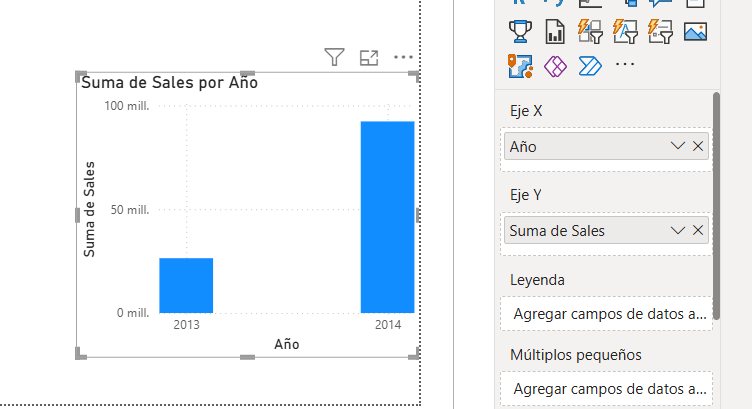 Suma de Sales por Año
100 mill.
50 mill.
0 mill.
Suma de Sales
2013
2014
Año
Eje X
Año
Eje Y
Suma de Sales
Leyenda
Agregar campos de datos a...
Múltiplos pequeños
Agregar campos de datos a...